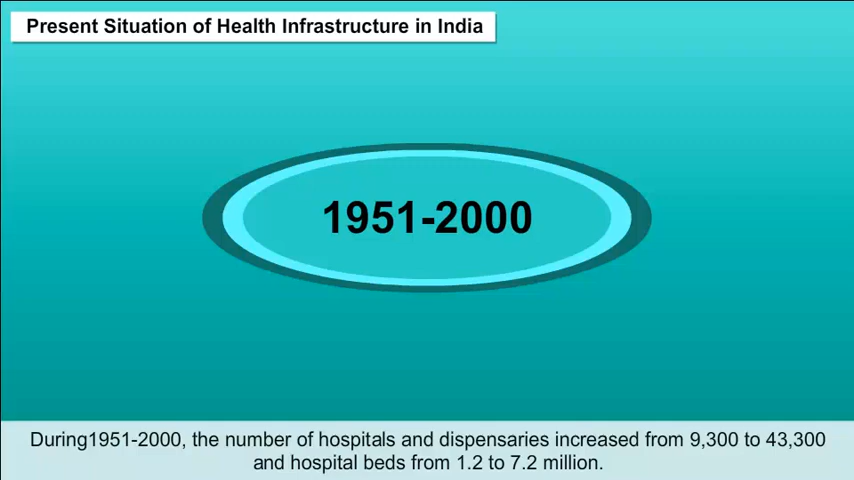 Present Situation of Health Infrastructure in India
1951-2000
During1951-2000, the number of hospitals and dispensaries increased from 9,300 to 43,300
and hospital beds from 1.2 to 7.2 million.